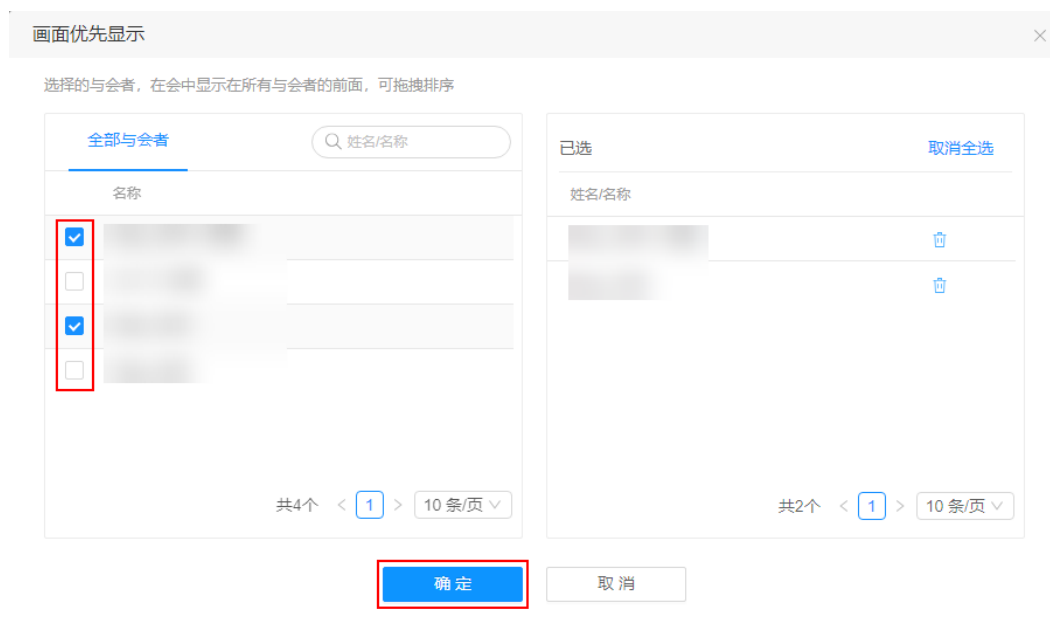 画面优先显示
选择的与会者，在会中显示在所有与会者的前面，可拖拽排序
全部与会者
姓名/名称
名称
共4个 < 1 > 10 条/页
已选
取消全选
姓名/名称
共2个 < 1 > 10 条/页
确定
取消